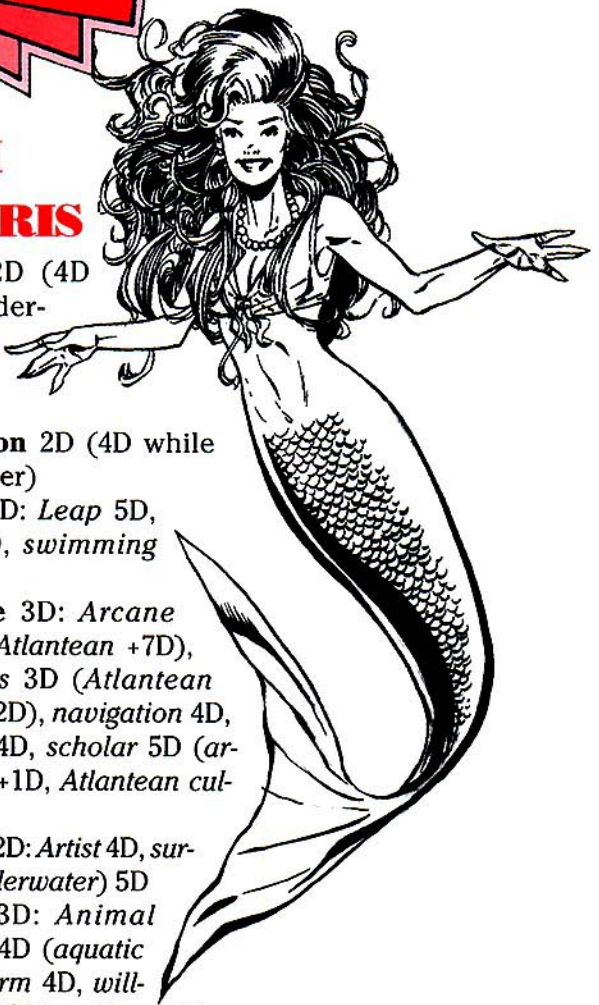 RIS
2D (4D
der-
on 2D (4D while
er)
D: Leap 5D,
, swimming
e 3D: Arcane
Atlantean +7D),
s 3D (Atlantean
2D), navigation 4D,
4D, scholar 5D (ar-
+1D, Atlantean cul-
2D: Artist 4D, sur-
derwater) 5D
3D: Animal
4D (aquatic
rm 4D, will-